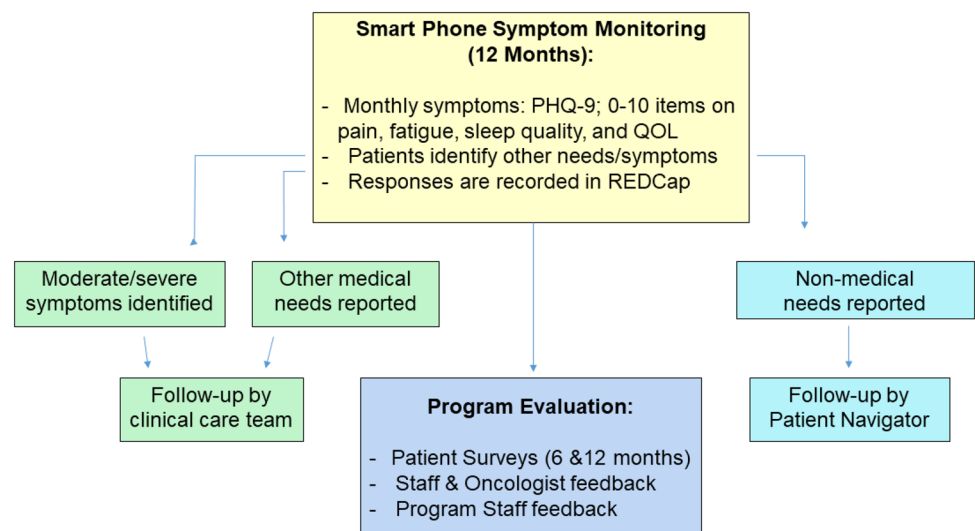 Smart Phone Symptom Monitoring
(12 Months):
- Monthly symptoms: PHQ-9; 0-10 items on
pain, fatigue, sleep quality, and QOL
- Patients identify other needs/symptoms
- Responses are recorded in REDCap
Moderate/severe
symptoms identified
Other medical
needs reported
Non-medical
needs reported
Follow-up by
clinical care team
Program Evaluation:
- Patient Surveys (6 &12 months)
- Staff & Oncologist feedback
- Program Staff feedback
Follow-up by
Patient Navigator